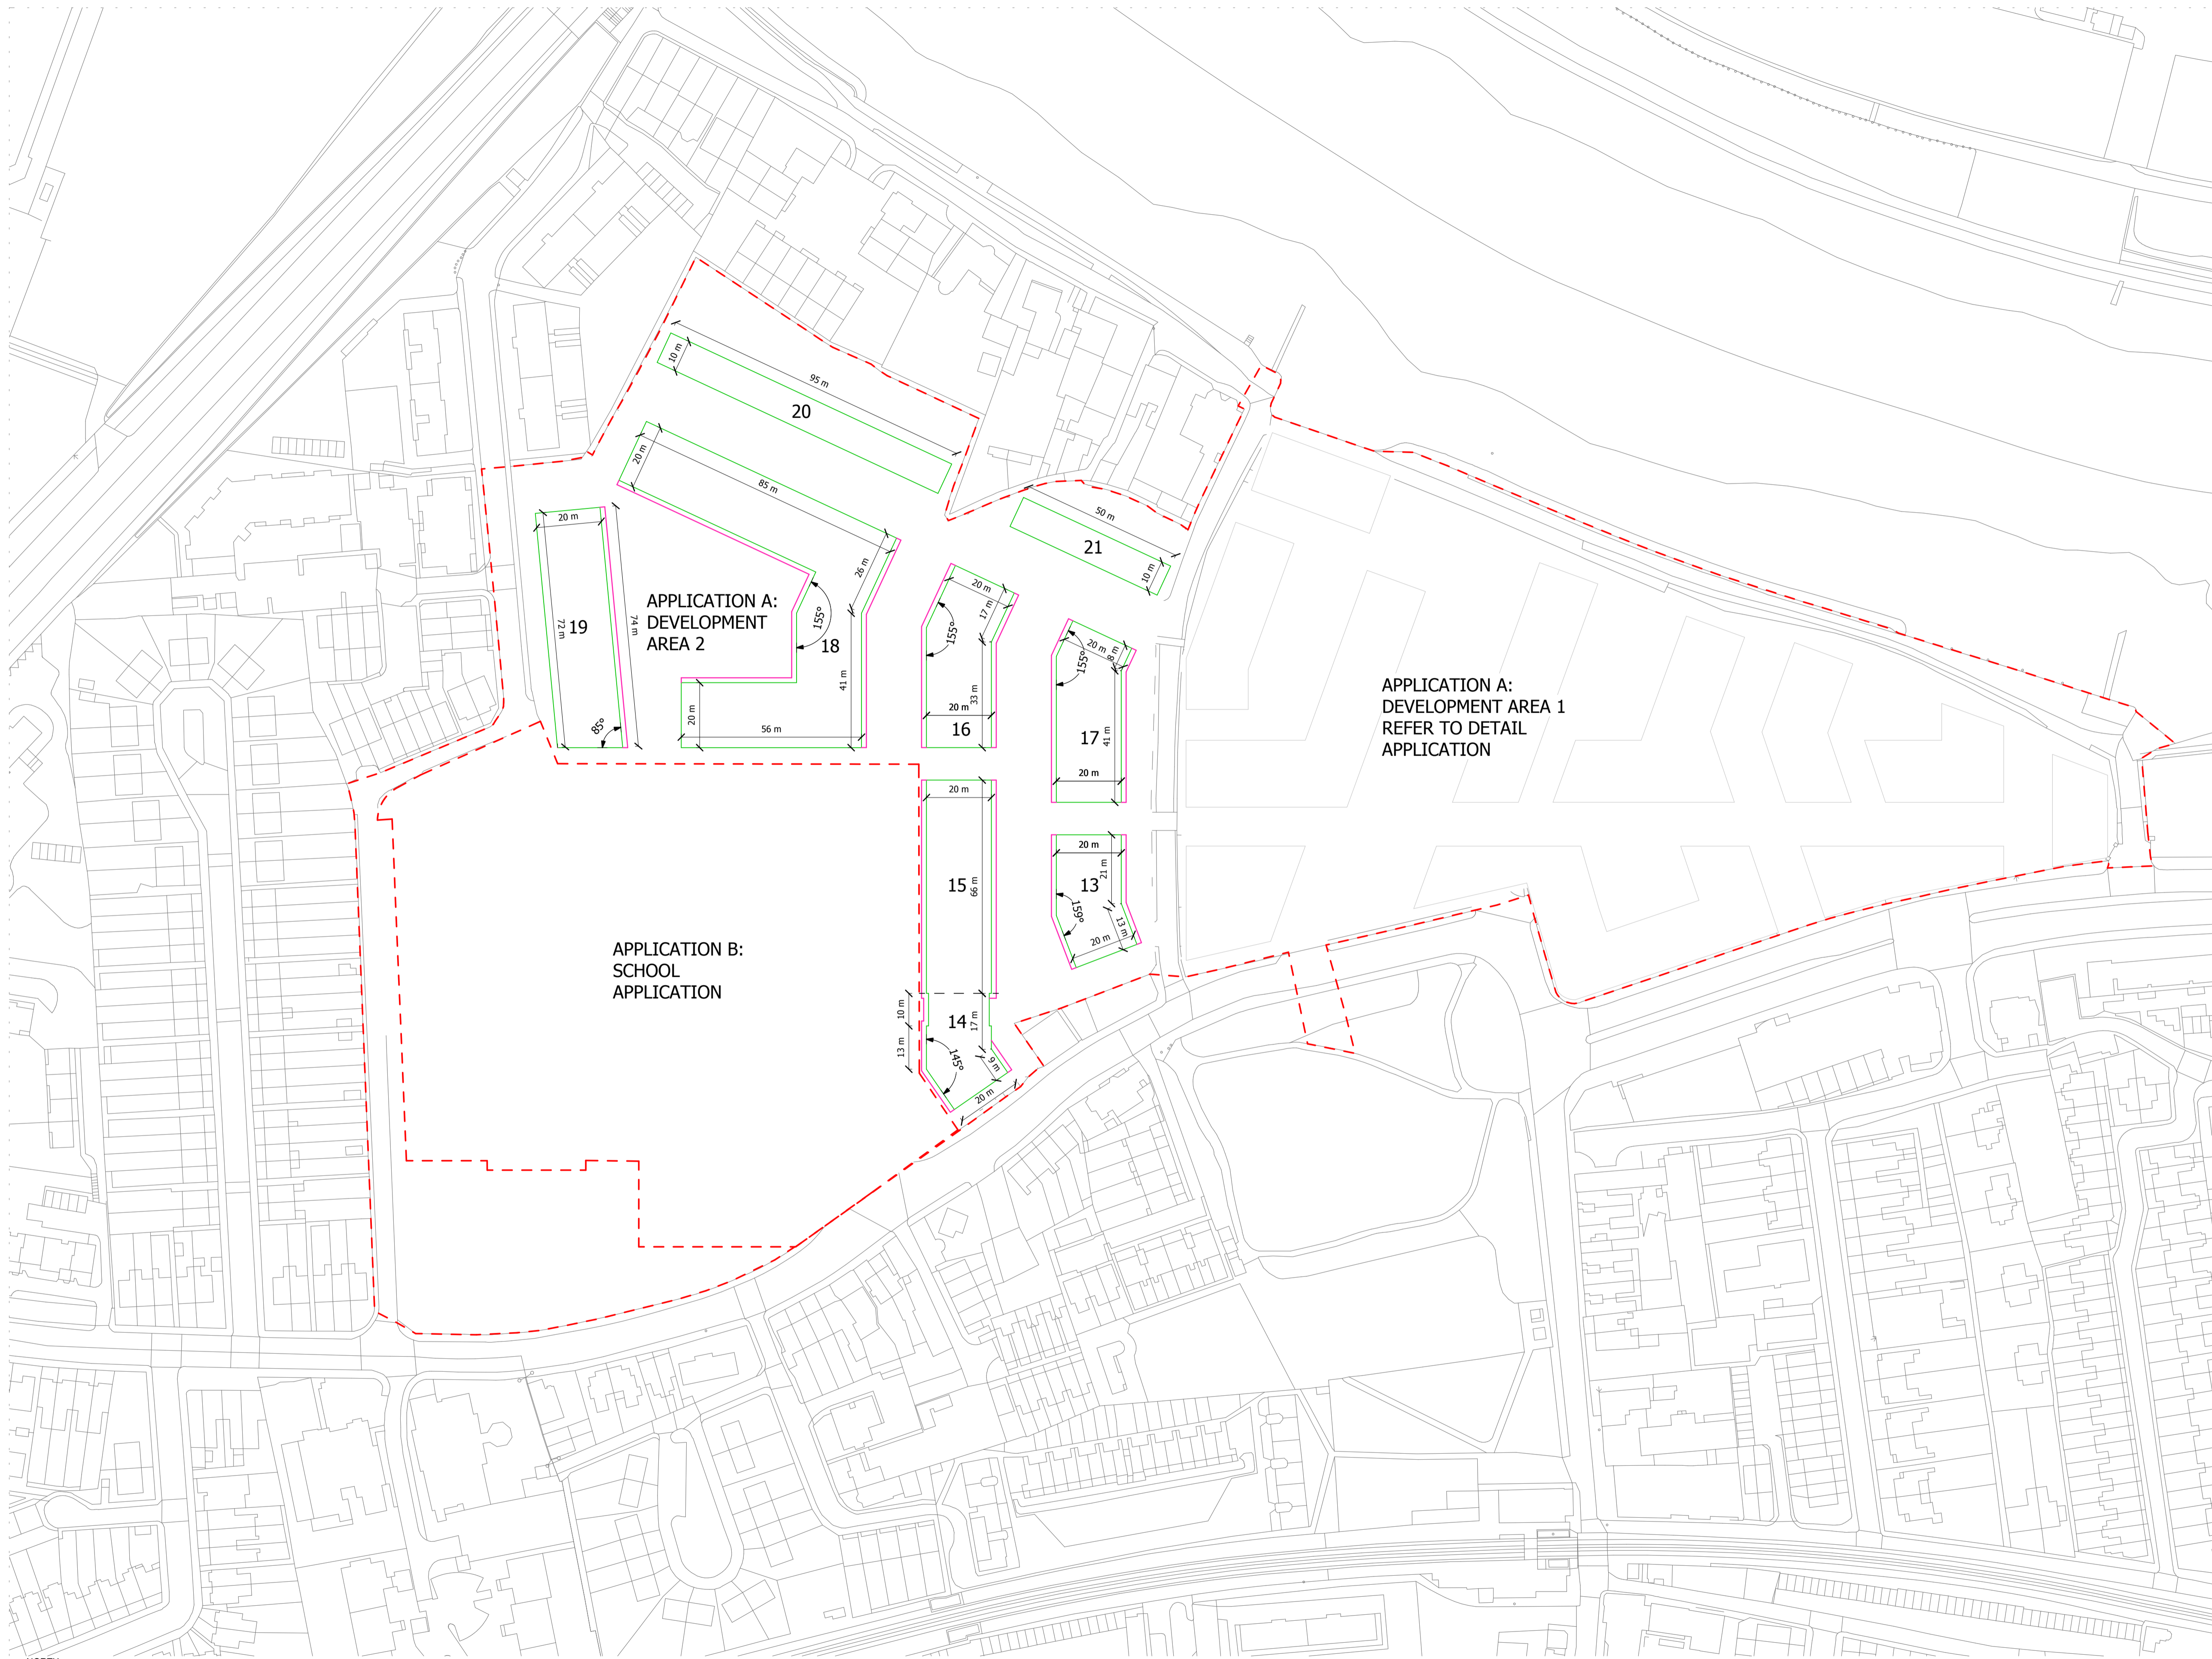 10 m
95 m
20
20 m
85 m
50 m
21
10 m
20 m
26 m
20 m
17 m
APPLICATION A:
DEVELOPMENT
AREA 2
155°
18
155°
72 m
19
74 m
20 m
8 m
155°
41 m
33 m
20 m
20 m
16
56 m
85°
17
41 m
20 m
APPLICATION A:
DEVELOPMENT AREA 1
REFER TO DETAIL
APPLICATION
20 m
15
66 m
20 m
21 m
13
159°
13 m
20 m
APPLICATION B:
SCHOOL
APPLICATION
10 m
14
17 m
13 m
145°
9 m
20 m